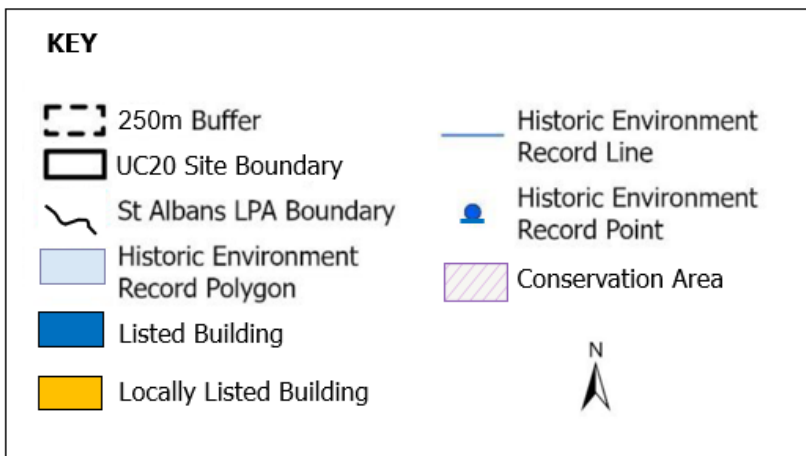 KEY
250m Buffer
UC20 Site Boundary
St Albans LPA Boundary
Historic Environment
Record Polygon
Listed Building
Locally Listed Building
Historic Environment
Record Line
Historic Environment
Record Point
Conservation Area
N